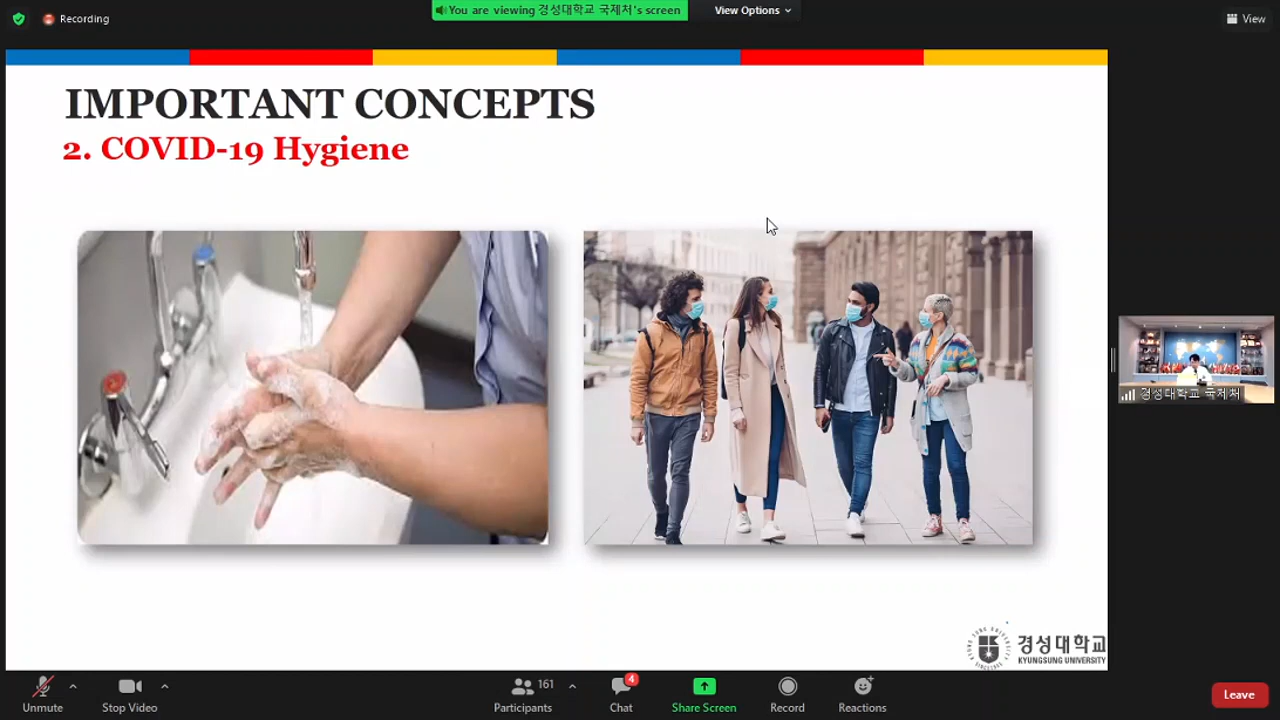 Recording
You are viewing 경성대학교 국제처's screen
View Options
View
IMPORTANT CONCEPTS
2. COVID-19 Hygiene
경성대학교 국제처
경성대학교
KYUNGSUNG UNIVERSITY
Unmute
Stop Video
161
Participants
4
Chat
Share Screen
Record
Reactions
Leave